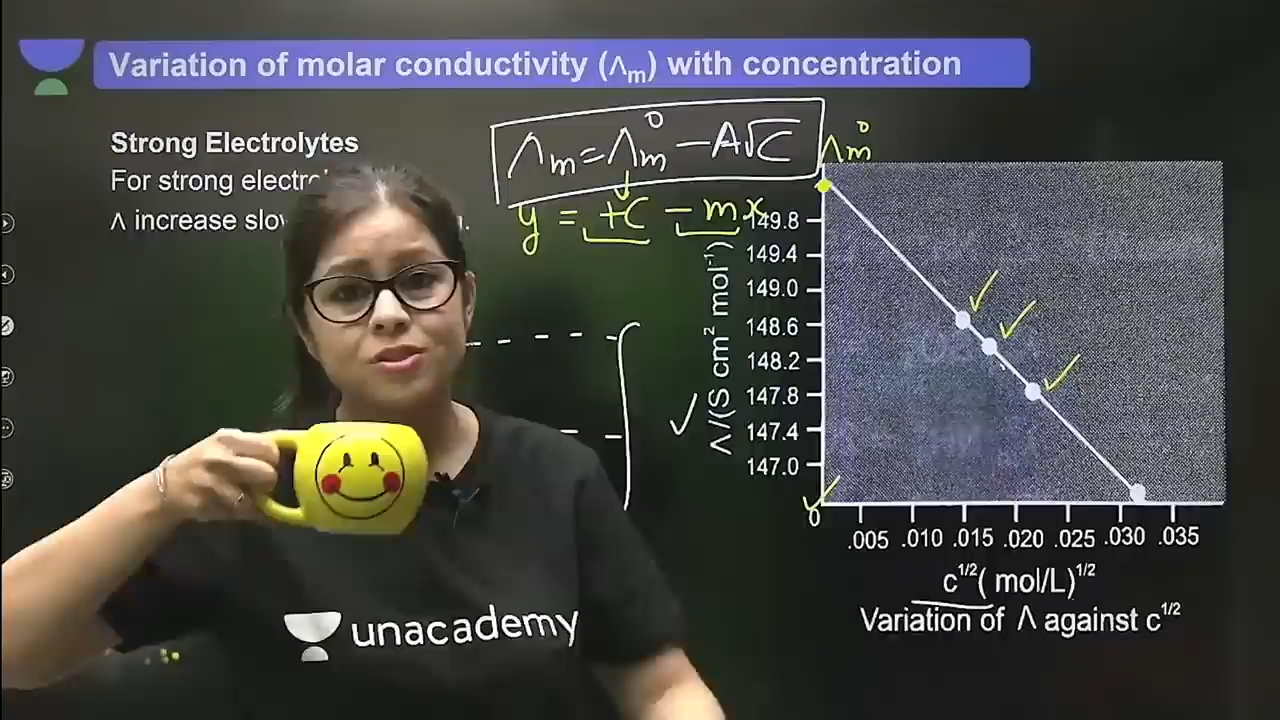 Variation of molar conductivity (Λm) with concentration
Strong Electrolytes
For strong
Λ increase
Λm = Λm° – A√C
y = +C – mx
Λm°
149.8
149.4
149.0
148.6
148.2
147.8
147.4
147.0
Λ/(S cm² mol⁻¹)
0
.005 .010 .015 .020 .025 .030 .035
c1/2( mol/L)1/2
Variation of Λ against c1/2
unacademy